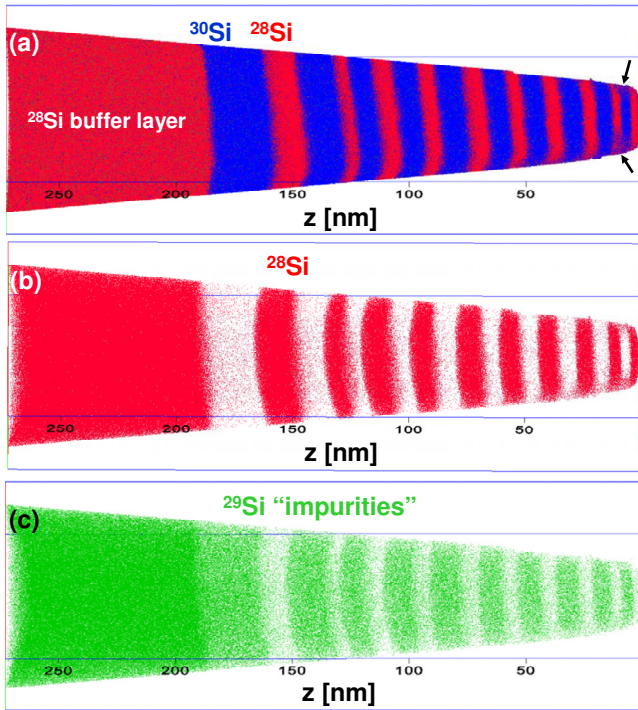 (a) ³⁰Si ²⁸Si
²⁸Si buffer layer
250 200 150 100 50
z [nm]
(b) ²⁸Si
250 200 150 100 50
z [nm]
(c) ²⁹Si “impurities”
250 200 150 100 50
z [nm]